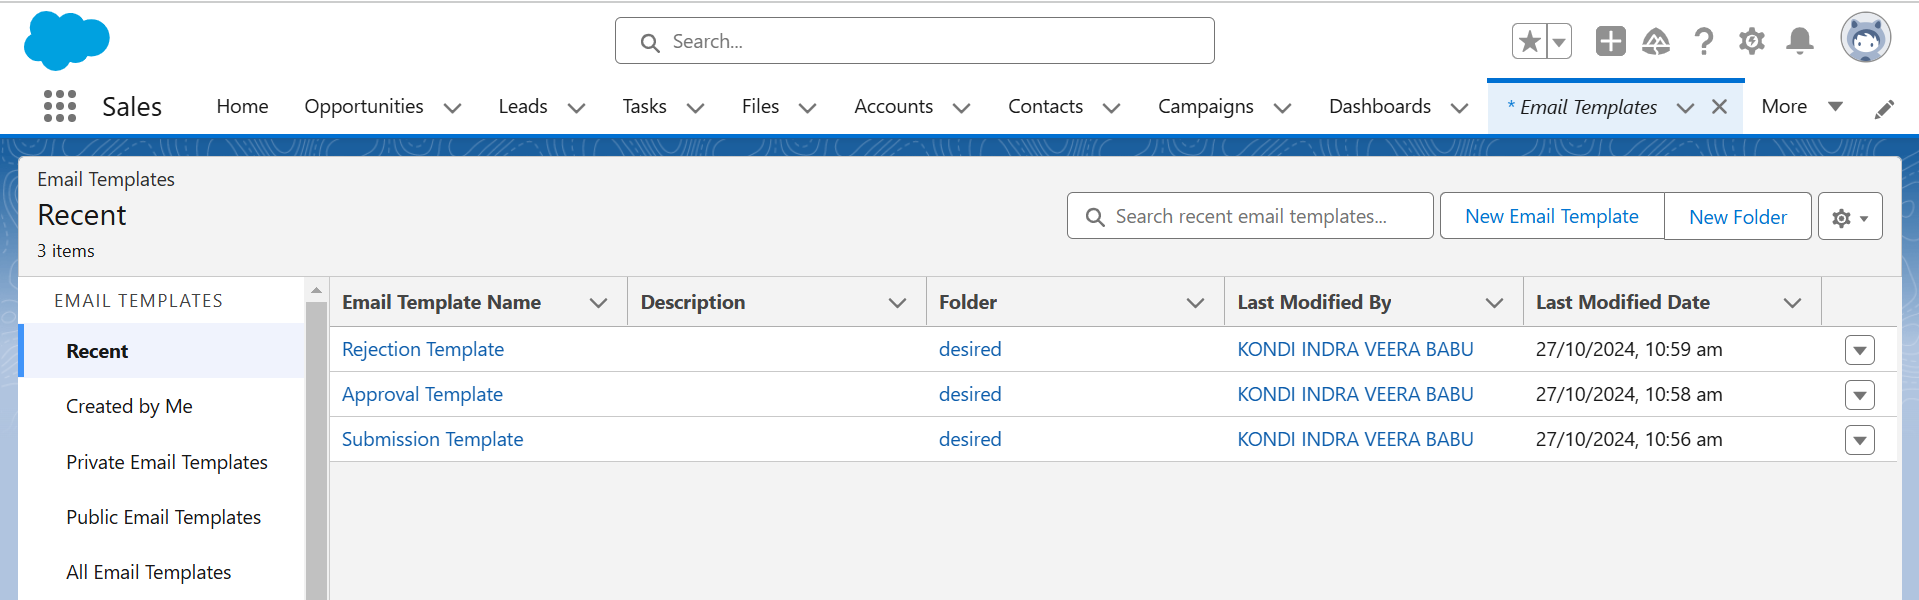 Search...
Sales Home Opportunities Leads Tasks Files Accounts Contacts Campaigns Dashboards * Email Templates More
Email Templates
Recent
3 items
Search recent email templates... New Email Template New Folder
EMAIL TEMPLATES
Recent
Created by Me
Private Email Templates
Public Email Templates
All Email Templates
Email Template Name Description Folder Last Modified By Last Modified Date
Rejection Template desired KONDI INDRA VEERA BABU 27/10/2024, 10:59 am
Approval Template desired KONDI INDRA VEERA BABU 27/10/2024, 10:58 am
Submission Template desired KONDI INDRA VEERA BABU 27/10/2024, 10:56 am